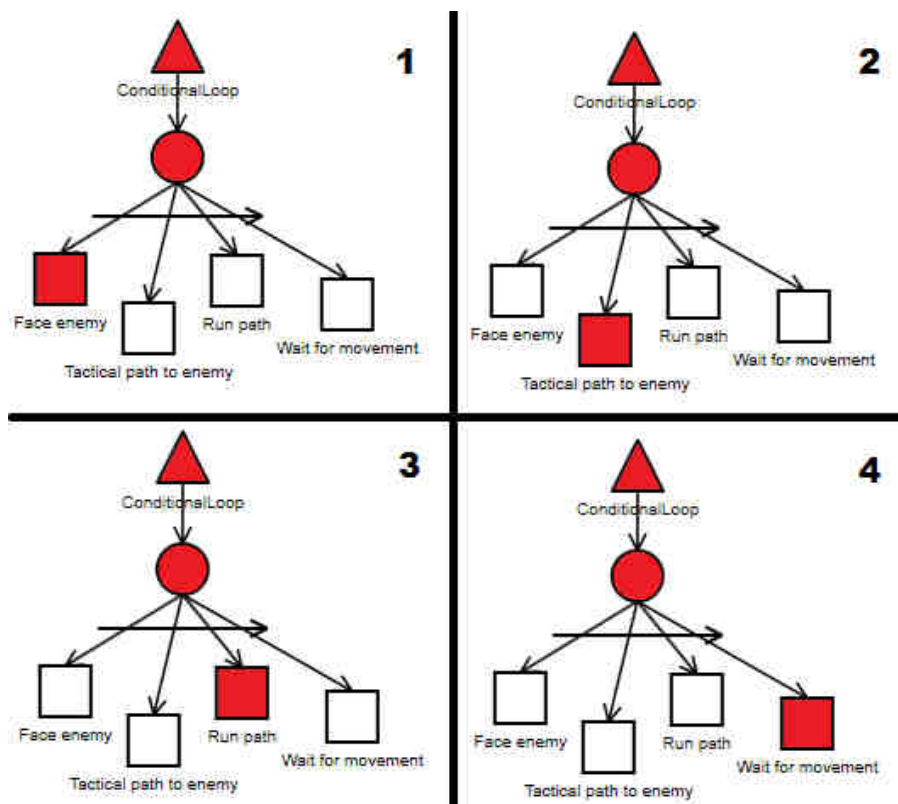 1
ConditionalLoop
Face enemy
Run path
Tactical path to enemy
Wait for movement
2
ConditionalLoop
Face enemy
Run path
Wait for movement
Tactical path to enemy
3
ConditionalLoop
Face enemy
Run path
Wait for movement
Tactical path to enemy
4
ConditionalLoop
Face enemy
Run path
Wait for movement
Tactical path to enemy